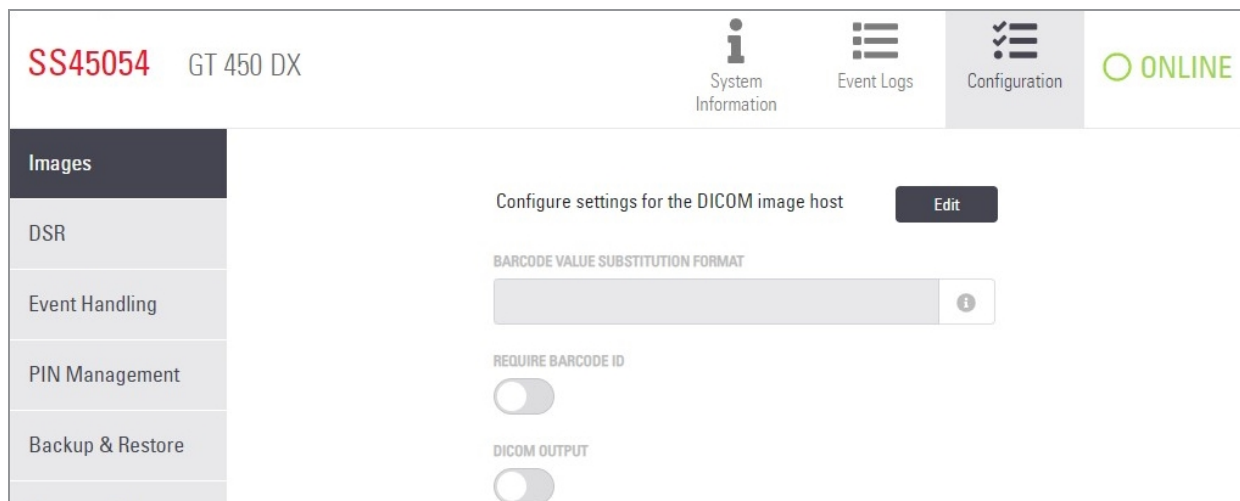 SS45054 GT 450 DX
System
Information
Event Logs
Configuration
ONLINE
Images
DSR
Event Handling
PIN Management
Backup & Restore
Configure settings for the DICOM image host
Edit
BARCODE VALUE SUBSTITUTION FORMAT
REQUIRE BARCODE ID
DICOM OUTPUT